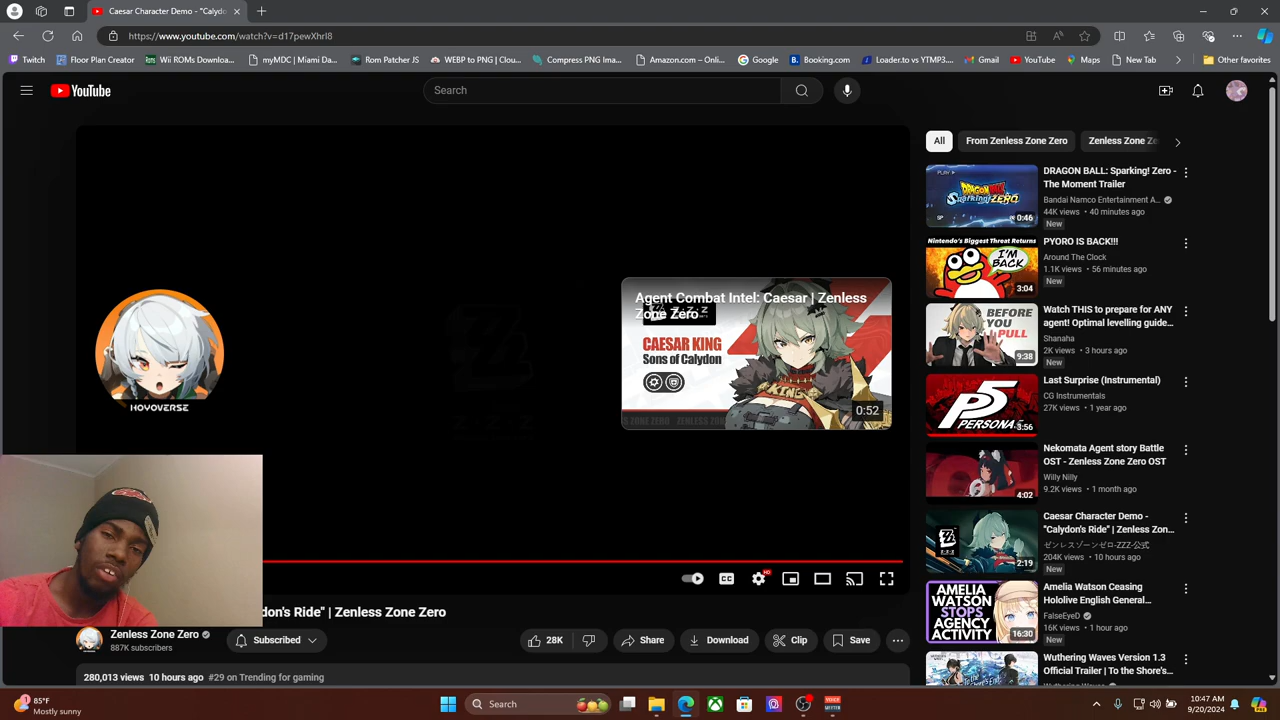 Caesar Character Demo - "Calydo
https://www.youtube.com/watch?v=d17pewXhrI8
Twitch
Floor Plan Creator
Wii ROMs Downloa...
myMDC | Miami Da...
Rom Patcher JS
WEBP to PNG | Clou...
Compress PNG Ima...
Amazon.com – Onli...
Google
Booking.com
Loader.to vs YTMP3....
Gmail
YouTube
Maps
New Tab
Other favorites
YouTube
Search
All
From Zenless Zone Zero
Zenless Zone Ze
HOYOVERSE
Agent Combat Intel: Caesar | Zenless
Zone Zero
CAESAR KING
Sons of Calydon
0:52
DRAGON BALL: Sparking! Zero -
The Moment Trailer
Bandai Namco Entertainment A...
44K views • 40 minutes ago
New
0:46
Nintendo's Biggest Threat Returns
I'M
BACK
3:04
PYORO IS BACK!!!
Around The Clock
1.1K views • 56 minutes ago
New
BEFORE
YOU
PULL
9:38
Watch THIS to prepare for ANY
agent! Optimal levelling guide...
Shanaha
2K views • 3 hours ago
New
P5
PERSONA
3:56
Last Surprise (Instrumental)
CG Instrumentals
27K views • 1 year ago
4:02
Nekomata Agent story Battle
OST - Zenless Zone Zero OST
Willy Nilly
9.2K views • 1 month ago
2:19
Caesar Character Demo -
"Calydon's Ride" | Zenless Zon...
ゼンレスゾーンゼロ-ZZZ-公式
204K views • 10 hours ago
New
AMELIA
WATSON
STOPS
AGENCY
ACTIVITY
16:30
Amelia Watson Ceasing
Hololive English General...
FalseEyeD
16K views • 1 hour ago
New
Wuthering Waves Version 1.3
Official Trailer | To the Shore's...
CC
HD
don's Ride" | Zenless Zone Zero
Zenless Zone Zero
887K subscribers
Subscribed
28K
Share
Download
Clip
Save
280,013 views 10 hours ago #29 on Trending for gaming
85°F
Mostly sunny
Search
VOICE
MEETER
10:47 AM
9/20/2024